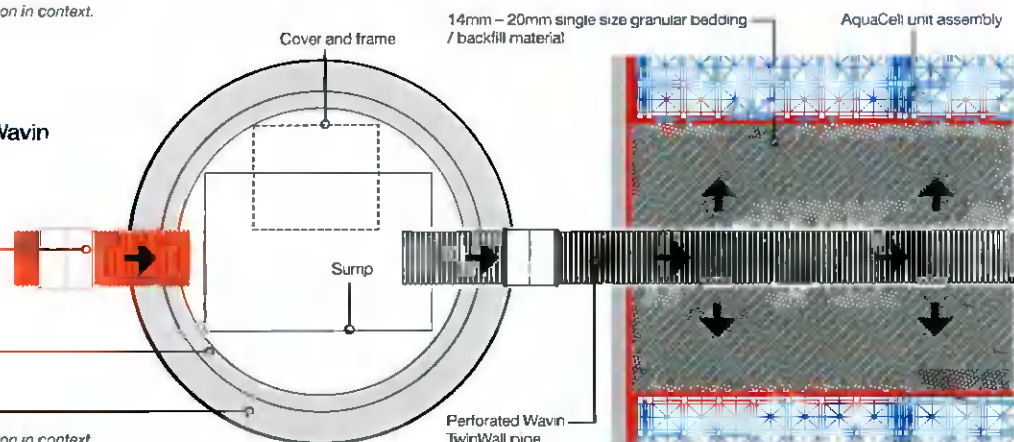 on in context.
14mm – 20mm single size granular bedding
/ backfill material
AquaCell unit assembly
Cover and frame
Wavin
Sump
Perforated Wavin
TwinWall pipe
on in context.